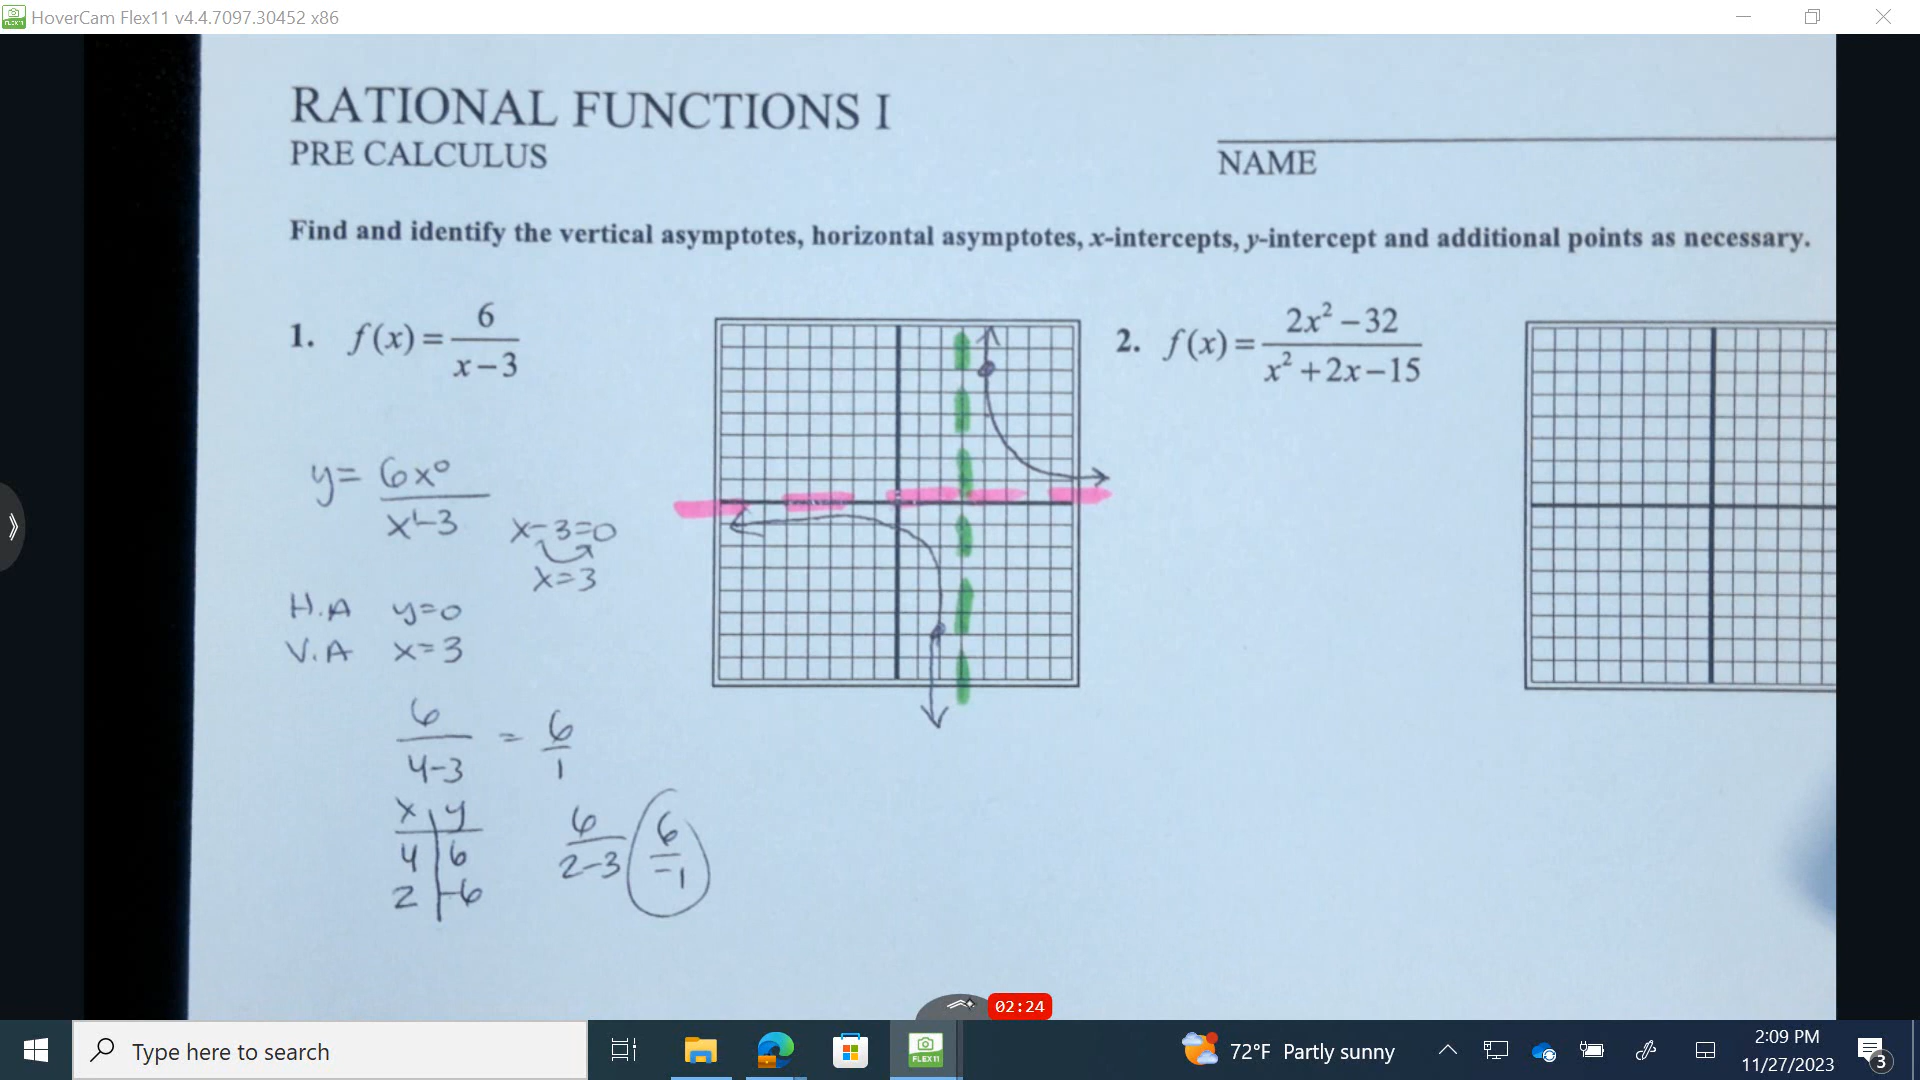 HoverCam Flex11 v4.4.7097.30452 x86
RATIONAL FUNCTIONS I
PRE CALCULUS
NAME
Find and identify the vertical asymptotes, horizontal asymptotes, x-intercepts, y-intercept and additional points as necessary.
1. f(x) = 6 / (x − 3)
2. f(x) = (2x² − 32) / (x² + 2x − 15)
y = 6x⁰ / (x¹ − 3)
x − 3 = 0
x = 3
H.A y = 0
V.A x = 3
6 / (4 − 3) = 6 / 1
x | y
4 | 6
2 | −6
6 / (2 − 3)
6 / −1
02:24
Type here to search
FLEX11
72°F Partly sunny
2:09 PM
11/27/2023
3